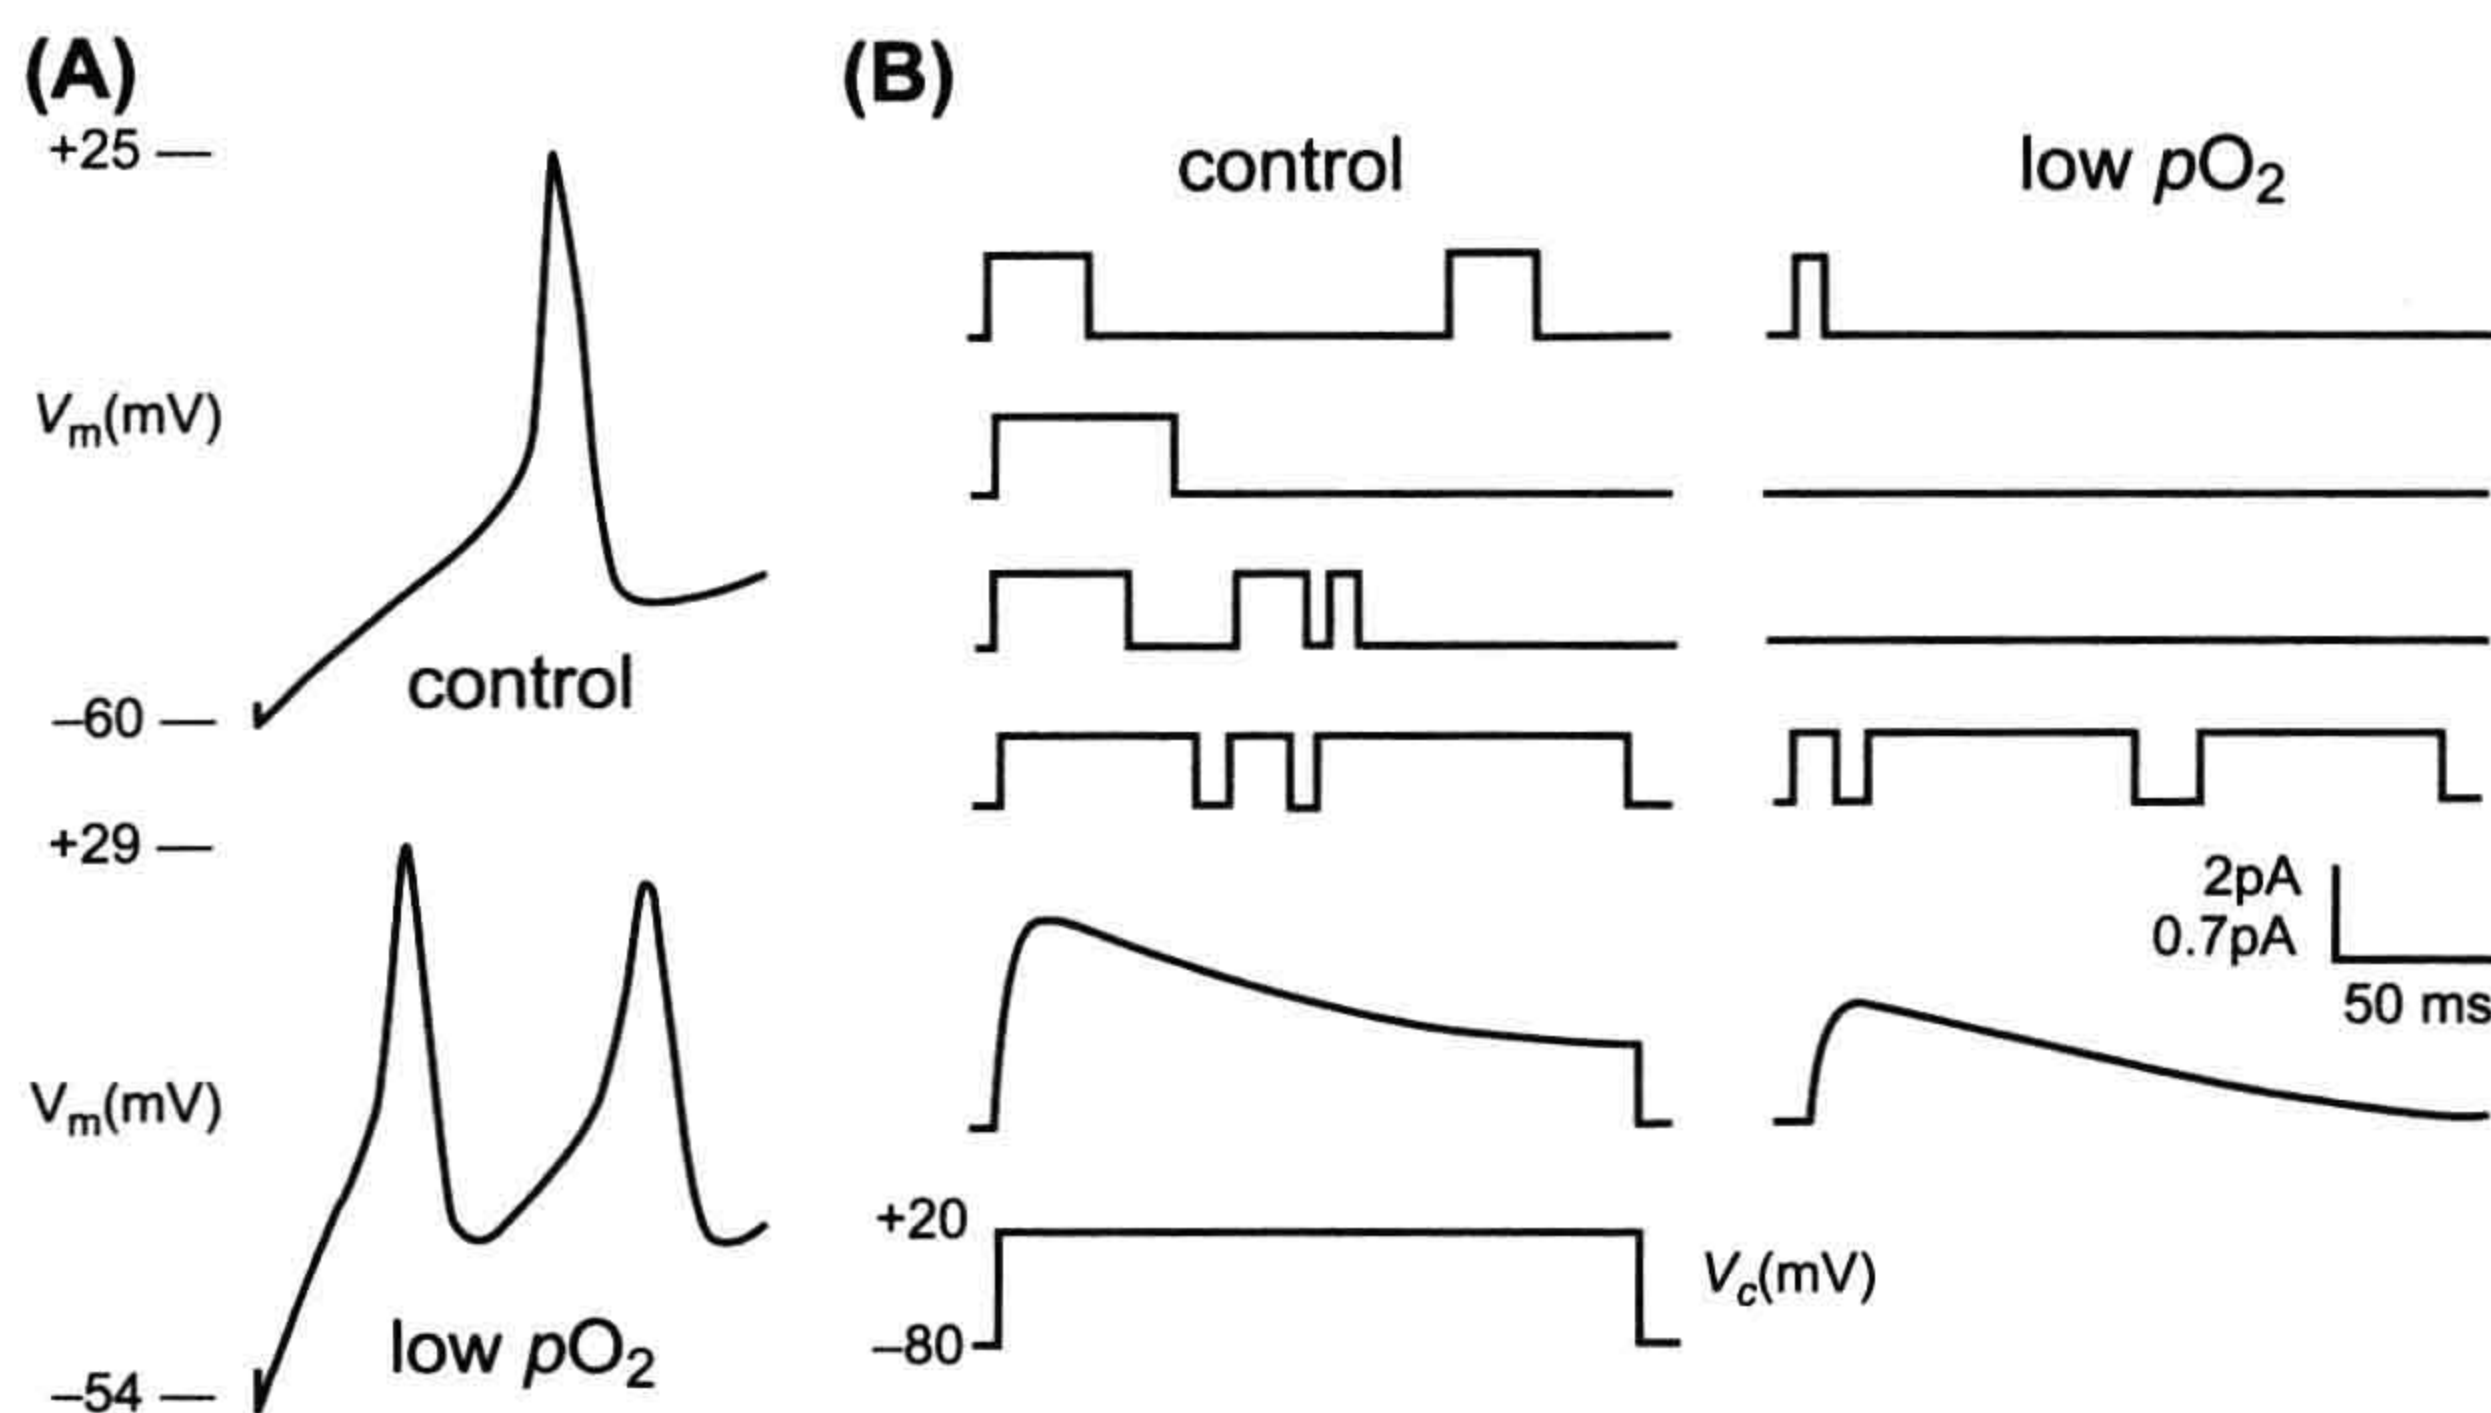 (A)
+25
Vm(mV)
control
–60
+29
Vm(mV)
low pO2
–54
(B)
control
low pO2
2pA
0.7pA
50 ms
+20
Vc(mV)
–80